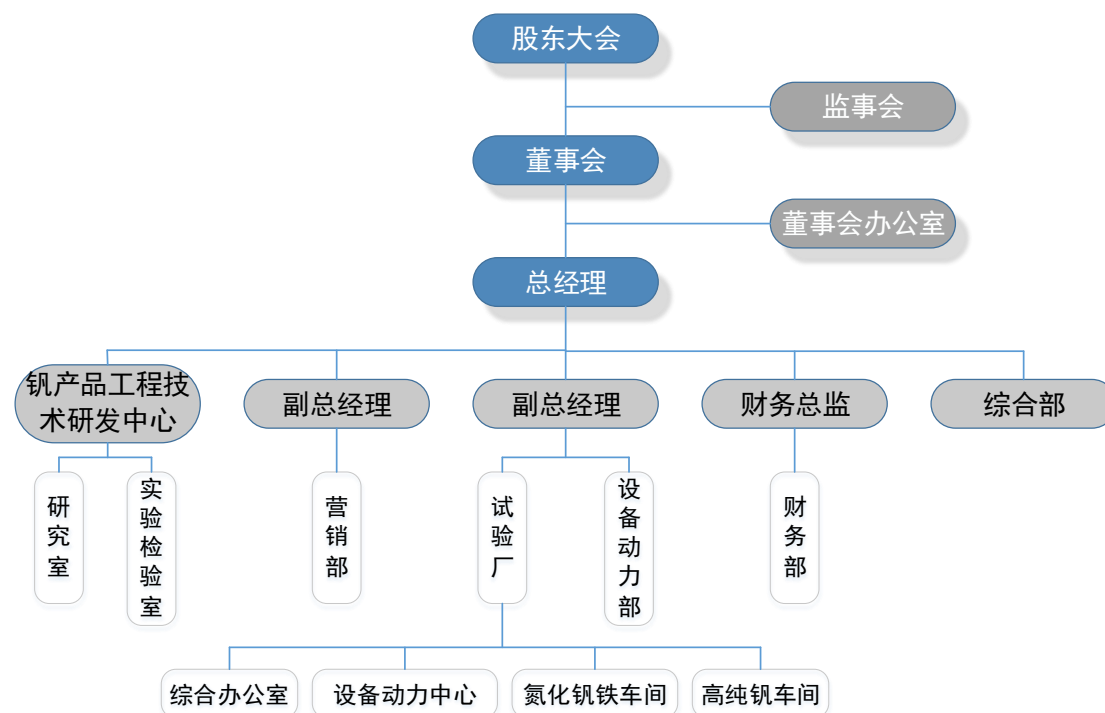 股东大会
监事会
董事会
董事会办公室
总经理
钒产品工程技
术研发中心
副总经理
副总经理
财务总监
综合部
研究室
实验检验室
营销部
试验厂
设备动力部
财务部
综合办公室
设备动力中心
氮化钒铁车间
高纯钒车间